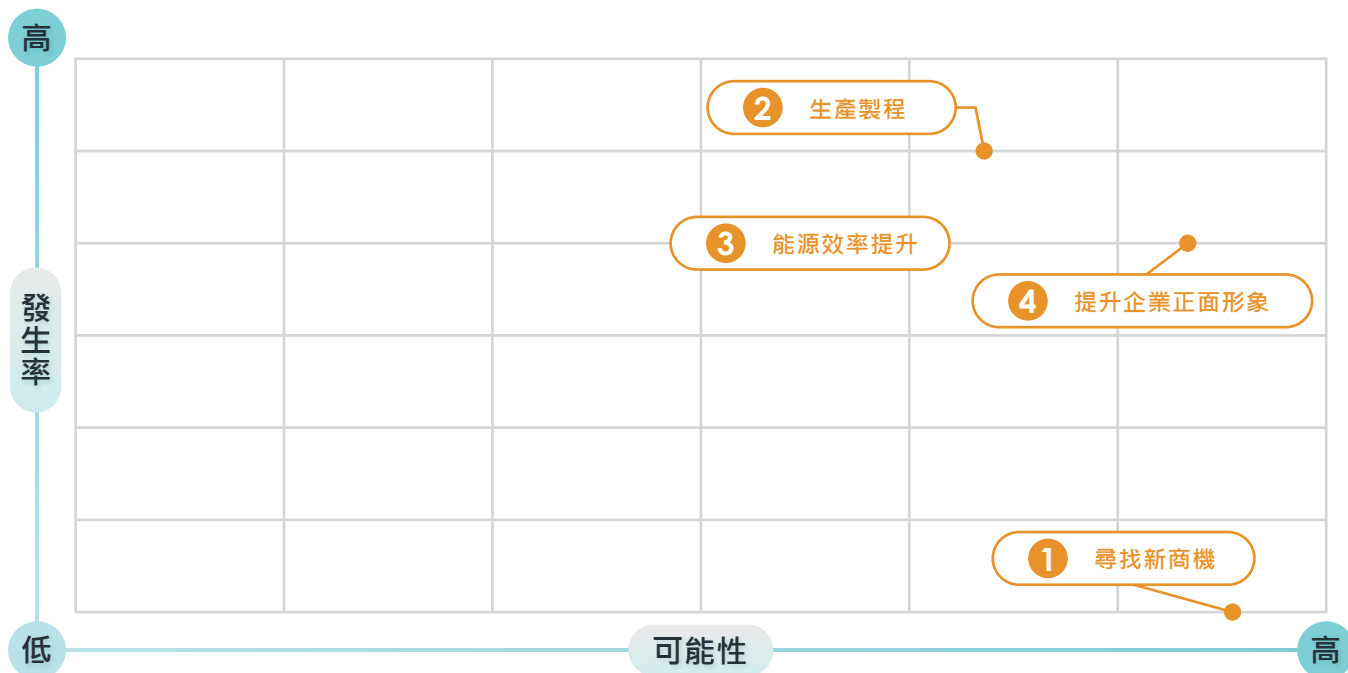 高
2 生產製程
3 能源效率提升
4 提升企業正面形象
發生率
1 尋找新商機
低
可能性
高